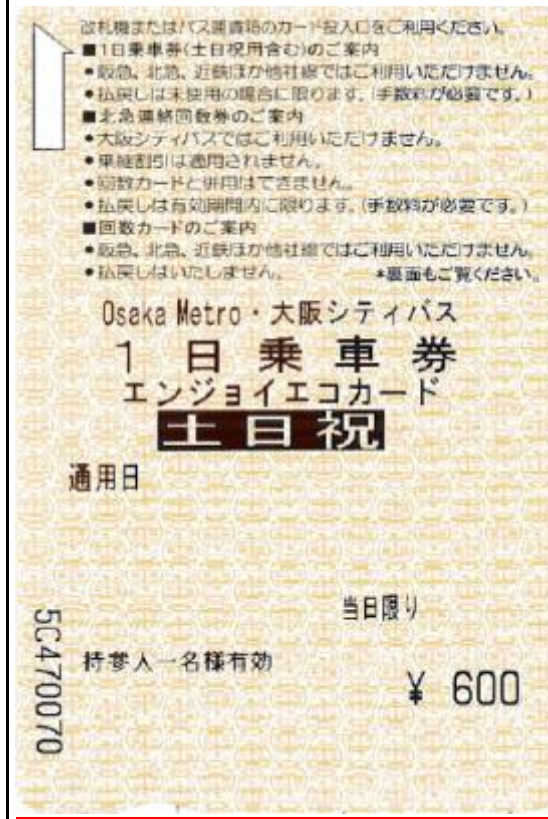 改札機またはバス運賃箱のカード投入口をご利用ください。
■1日乗車券(土日祝用含む)のご案内
●阪急、北急、近鉄ほか他社線ではご利用いただけません。
●払戻しは未使用の場合に限ります。(手数料が必要です。)
■北急連絡回数券のご案内
●大阪シティバスではご利用いただけません。
●乗継割引は適用されません。
●回数カードと併用はできません。
●払戻しは有効期間内に限ります。(手数料が必要です。)
■回数カードのご案内
●阪急、北急、近鉄ほか他社線ではご利用いただけません。
●払戻しはいたしません。 *裏面もご覧ください。
Osaka Metro・大阪シティバス
1日乗車券
エンジョイエコカード
土日祝
通用日
当日限り
持参人一名様有効
¥ 600
5C470070